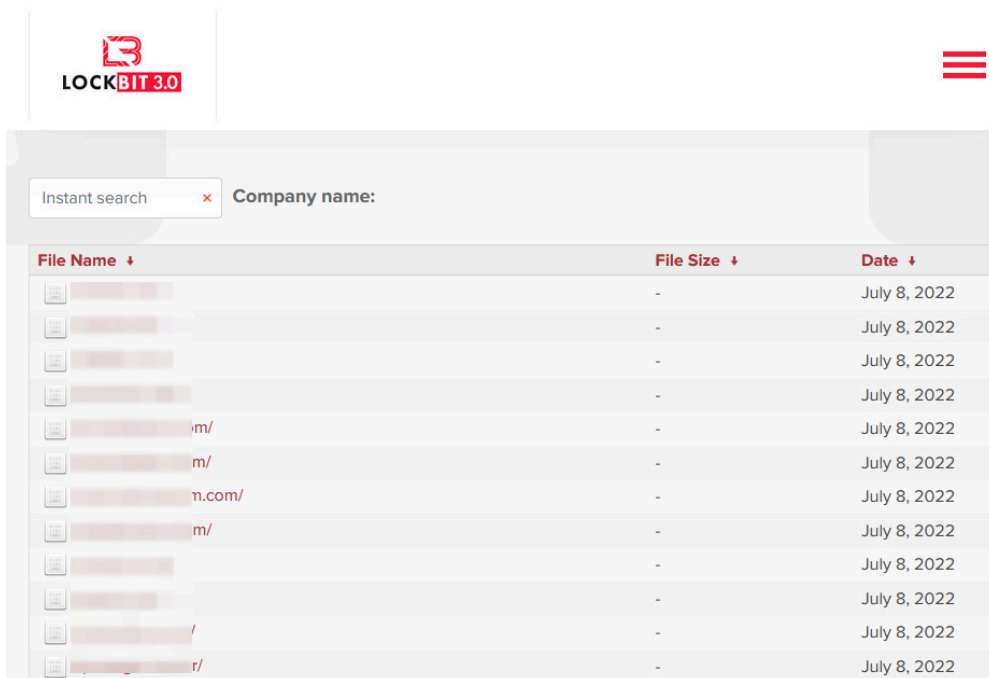 LOCKBIT 3.0
Instant search × Company name:
File Name ↓ File Size ↓ Date ↓
- July 8, 2022
- July 8, 2022
- July 8, 2022
- July 8, 2022
m/ - July 8, 2022
m/ - July 8, 2022
m.com/ - July 8, 2022
m/ - July 8, 2022
- July 8, 2022
- July 8, 2022
/ - July 8, 2022
r/ - July 8, 2022